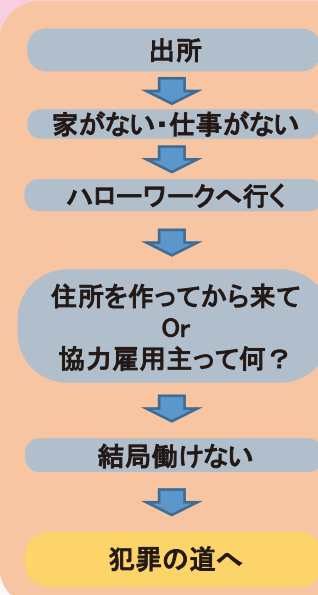 出所
家がない・仕事がない
ハローワークへ行く
住所を作ってから来て
Or
協力雇用主って何？
結局働けない
犯罪の道へ